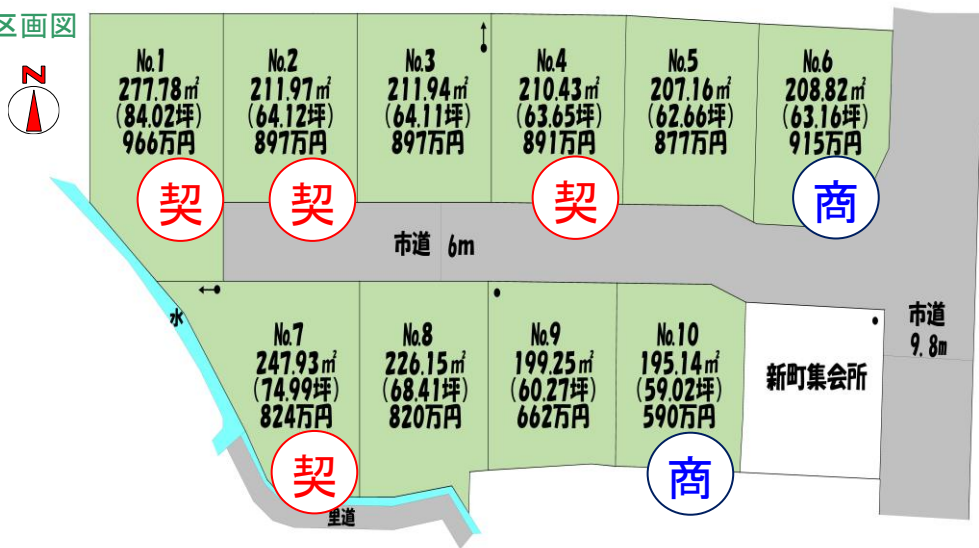 区画図
N
No.1
277.78㎡
(84.02坪)
966万円
契
No.2
211.97㎡
(64.12坪)
897万円
契
No.3
211.94㎡
(64.11坪)
897万円
No.4
210.43㎡
(63.65坪)
891万円
契
No.5
207.16㎡
(62.66坪)
877万円
No.6
208.82㎡
(63.16坪)
915万円
商
市道 6m
水
No.7
247.93㎡
(74.99坪)
824万円
契
No.8
226.15㎡
(68.41坪)
820万円
No.9
199.25㎡
(60.27坪)
662万円
No.10
195.14㎡
(59.02坪)
590万円
商
新町集会所
市道
9.8m
里道